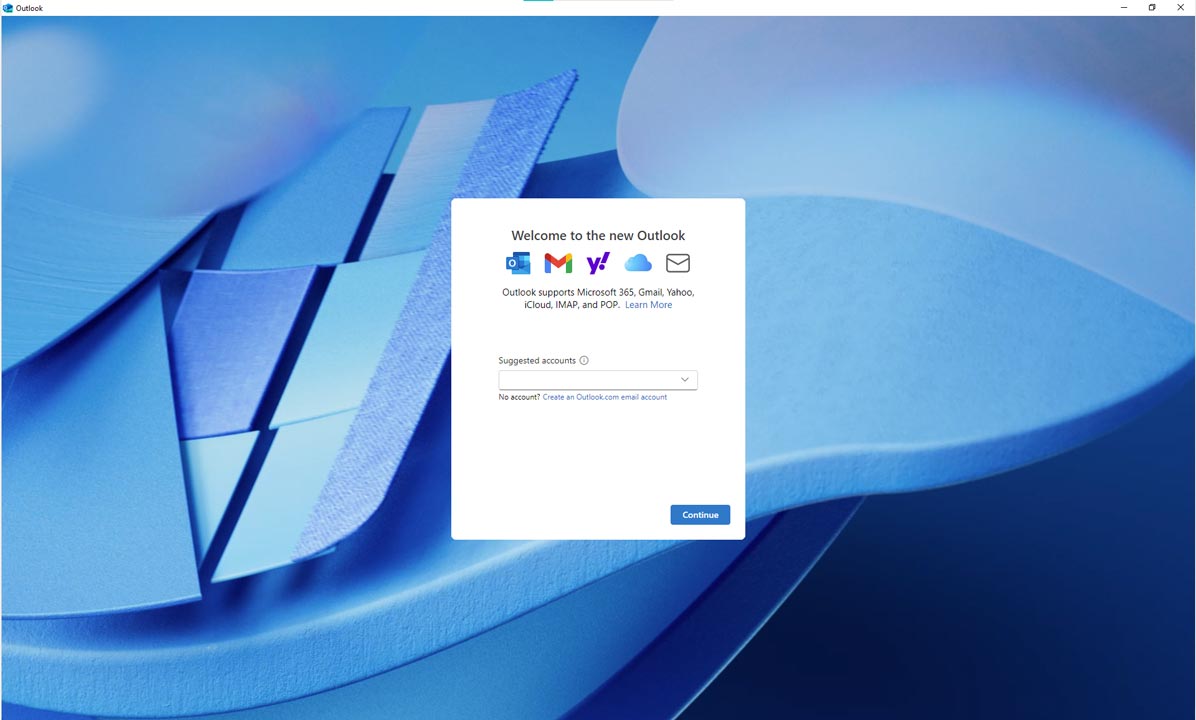 Outlook
Welcome to the new Outlook
Outlook supports Microsoft 365, Gmail, Yahoo,
iCloud, IMAP, and POP. Learn More
Suggested accounts
No account? Create an Outlook.com email account
Continue